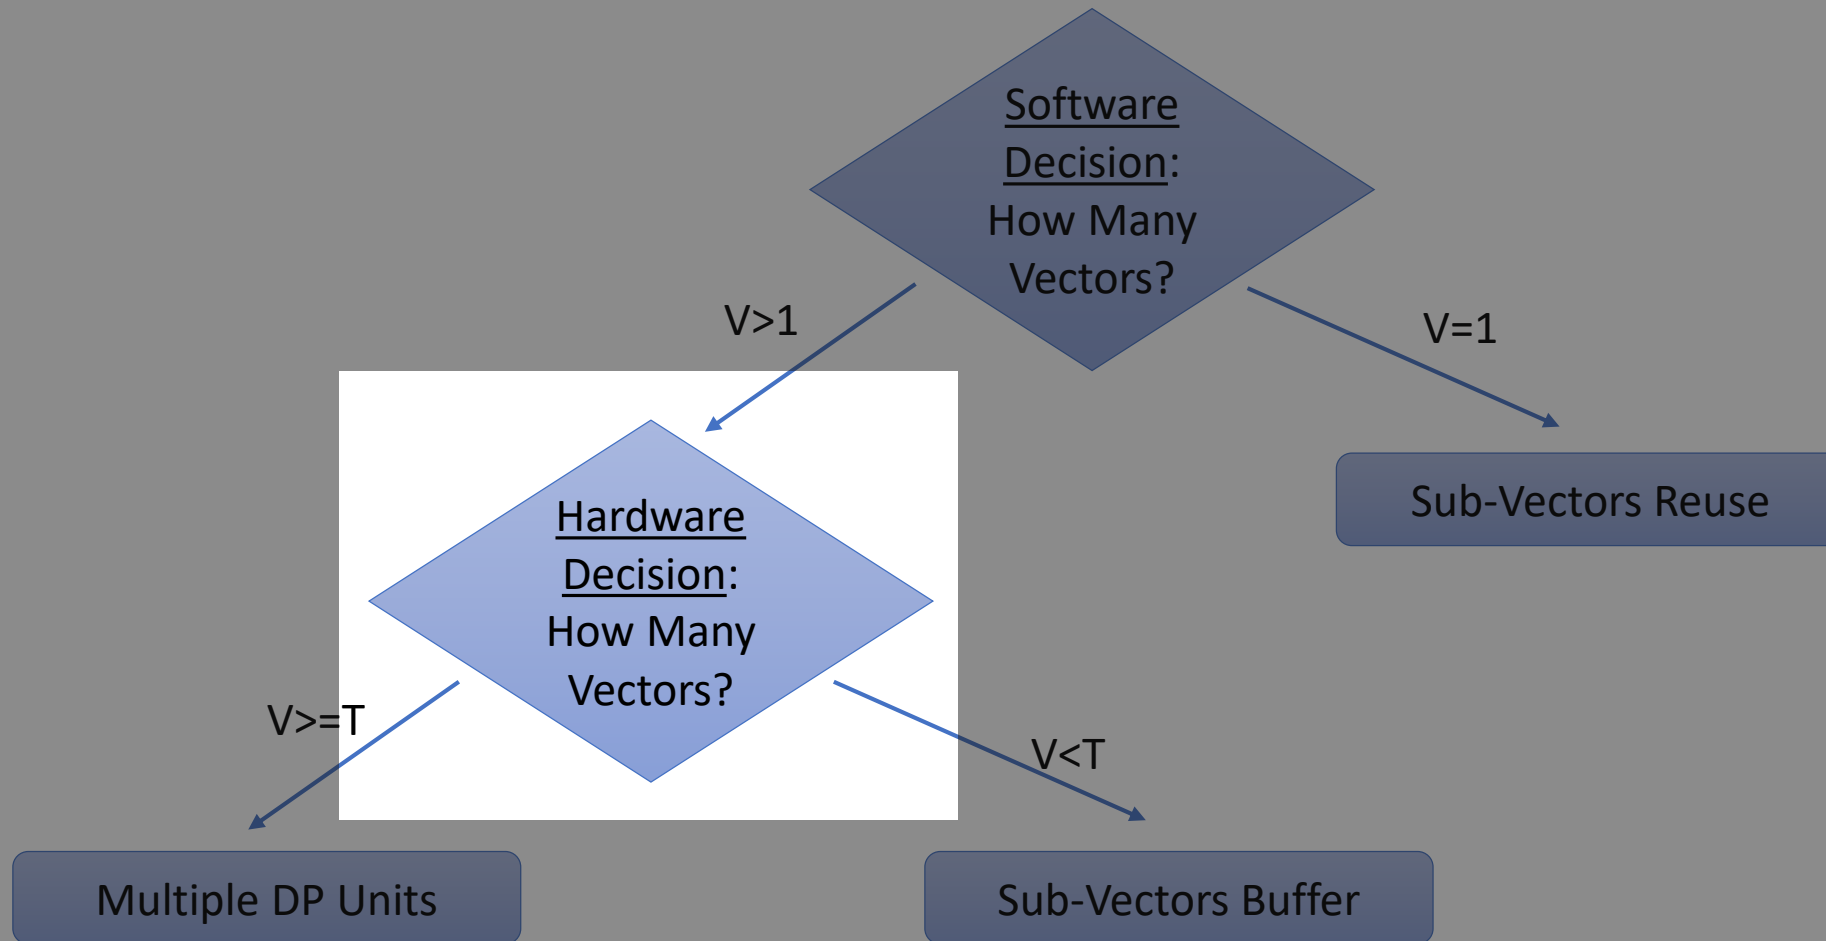 Software
Decision:
How Many
Vectors?
V>1
V=1
Sub-Vectors Reuse
Hardware
Decision:
How Many
Vectors?
V>=T
V<T
Multiple DP Units
Sub-Vectors Buffer